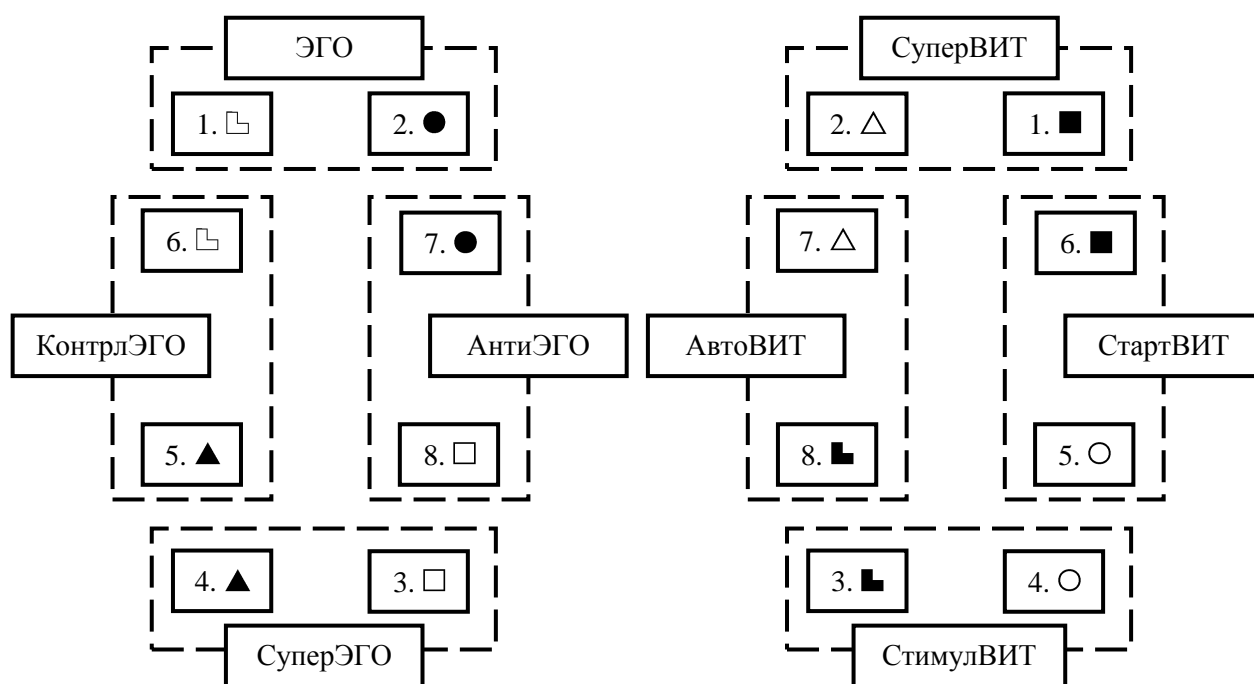 ЭГО
СуперВИТ
1.
2.
2.
1.
6.
7.
7.
6.
КонтрлЭГО
АнтиЭГО
АвтоВИТ
СтартВИТ
5.
8.
8.
5.
4.
3.
3.
4.
СуперЭГО
СтимулВИТ